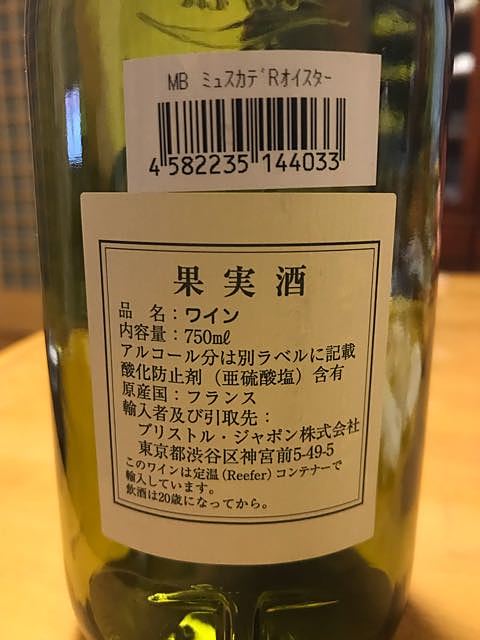 MB ミュスカデRオイスター
4 582235 144033
果実酒
品 名：ワイン
内容量：750mℓ
アルコール分は別ラベルに記載
酸化防止剤（亜硫酸塩）含有
原産国：フランス
輸入者及び引取先：
ブリストル・ジャポン株式会社
東京都渋谷区神宮前5-49-5
このワインは定温(Reefer)コンテナーで
輸入しています。
飲酒は20歳になってから。